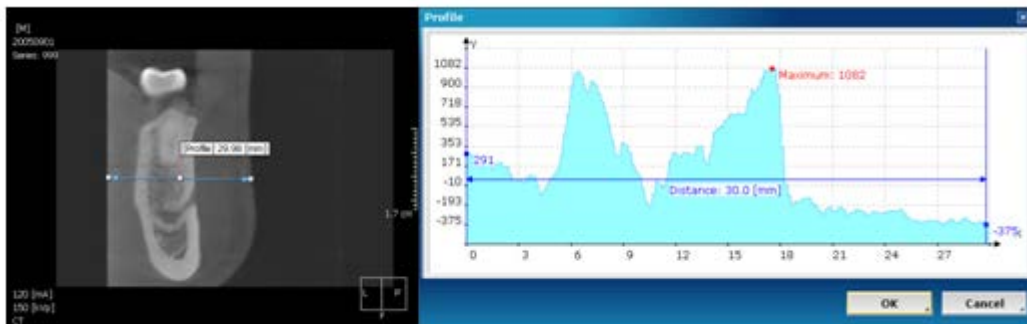 [M]
20050901
Series: 999
[Profile] 29.98 [mm]
1.7 cm
L P
F
120 [mA]
150 [kVp]
CT
Profile
Y
1082
900
718
535
353
171
-10
-193
-375
291
Maximum: 1082
Distance: 30.0 [mm]
-375
0 3 6 9 12 15 18 21 24 27
OK
Cancel